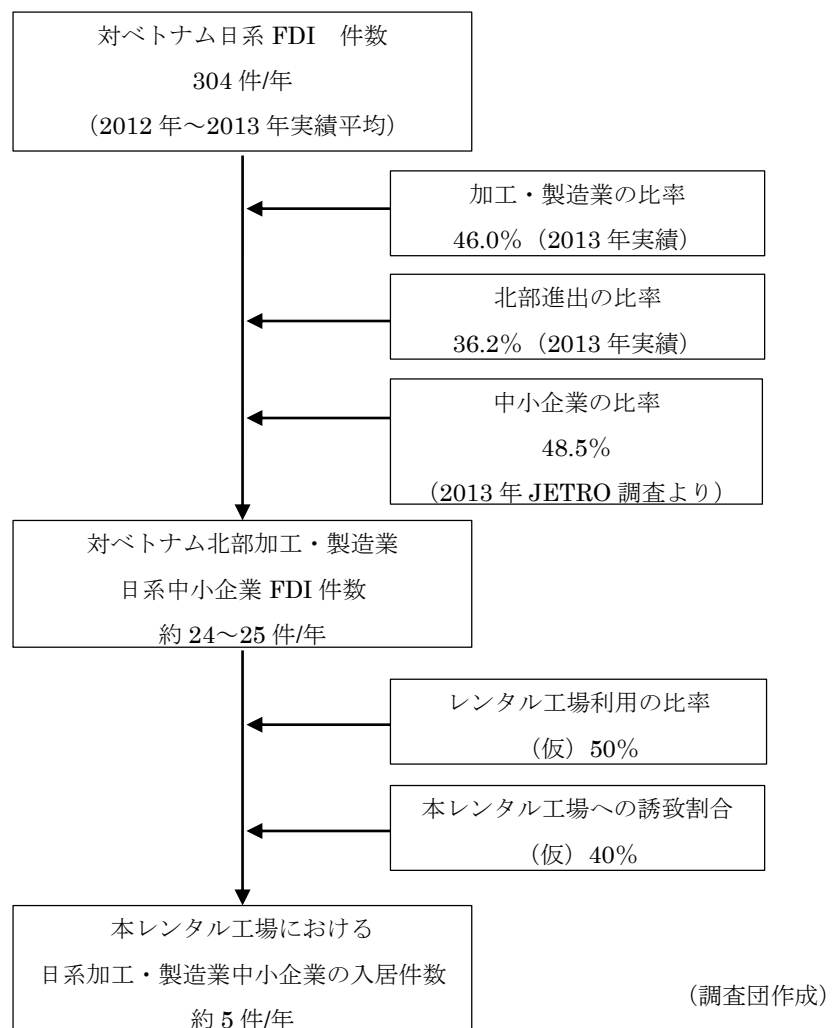 対ベトナム日系 FDI　件数
304 件/年
（2012 年～2013 年実績平均）
加工・製造業の比率
46.0%（2013 年実績）
北部進出の比率
36.2%（2013 年実績）
中小企業の比率
48.5%
（2013 年 JETRO 調査より）
対ベトナム北部加工・製造業
日系中小企業 FDI 件数
約 24～25 件/年
レンタル工場利用の比率
（仮）50%
本レンタル工場への誘致割合
（仮）40%
本レンタル工場における
日系加工・製造業中小企業の入居件数
約 5 件/年
（調査団作成）